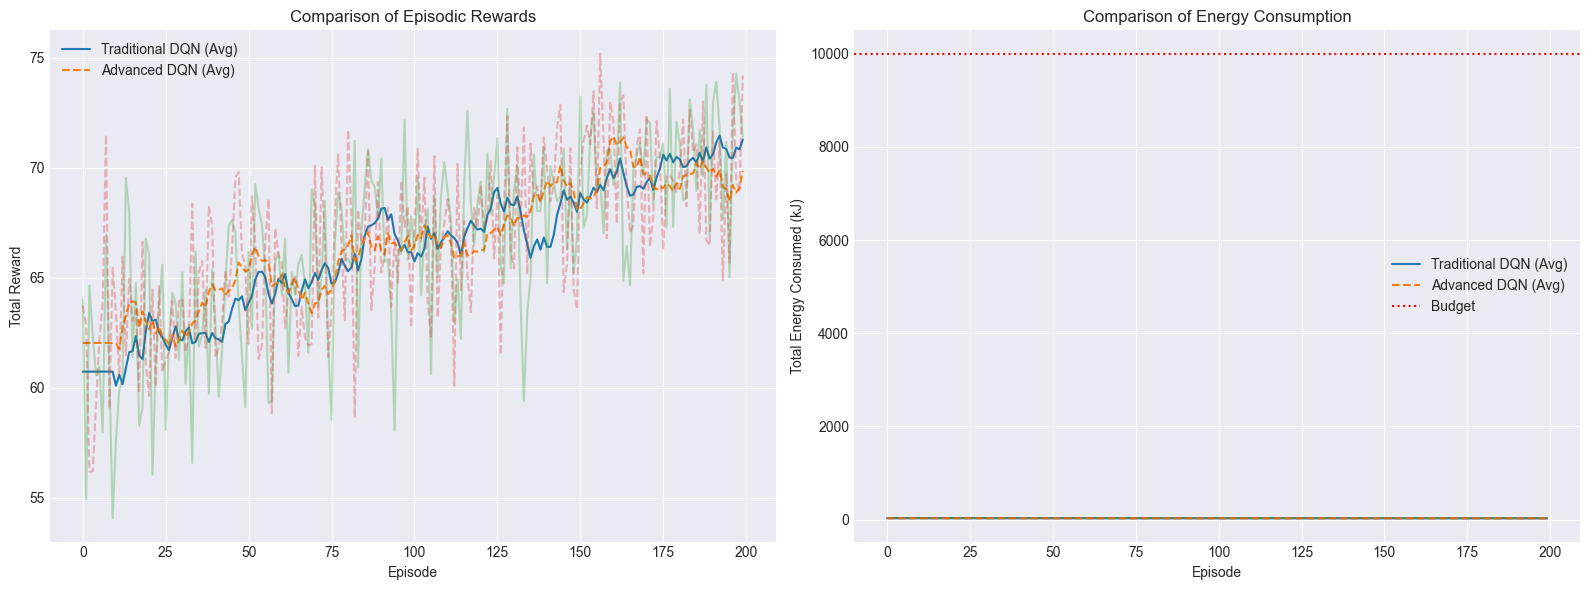 Comparison of Episodic Rewards
Traditional DQN (Avg)
Advanced DQN (Avg)
Total Reward
75
70
65
60
55
0 25 50 75 100 125 150 175 200
Episode
Comparison of Energy Consumption
Total Energy Consumed (kJ)
10000
8000
6000
4000
2000
0
Traditional DQN (Avg)
Advanced DQN (Avg)
Budget
0 25 50 75 100 125 150 175 200
Episode